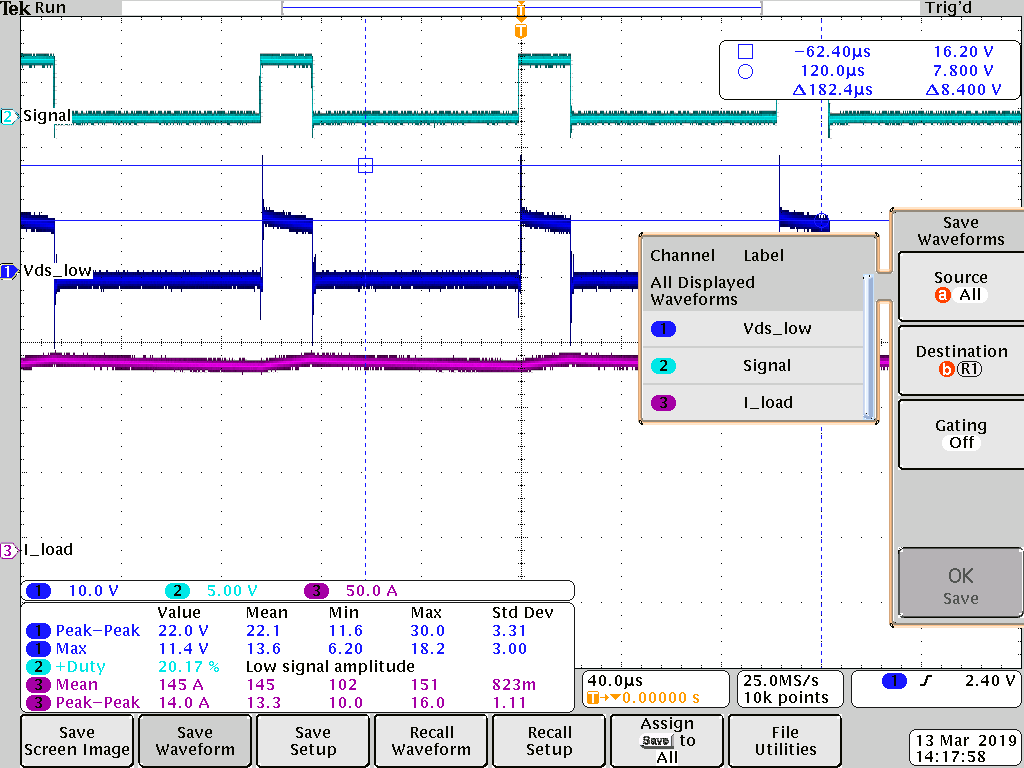 Tek Run Trig'd
T
T
−62.40µs 16.20 V
120.0µs 7.800 V
Δ182.4µs Δ8.400 V
2 Signal
1 Vds_low
3 I_load
Channel Label
All Displayed
Waveforms
1 Vds_low
2 Signal
3 I_load
Save
Waveforms
Source
a All
Destination
b R1
Gating
Off
OK
Save
1 10.0 V 2 5.00 V 3 50.0 A
Value Mean Min Max Std Dev
1 Peak−Peak 22.0 V 22.1 11.6 30.0 3.31
1 Max 11.4 V 13.6 6.20 18.2 3.00
2 +Duty 20.17 % Low signal amplitude
3 Mean 145 A 145 102 151 823m
3 Peak−Peak 14.0 A 13.3 10.0 16.0 1.11
40.0µs
T→▼0.00000 s
25.0MS/s
10k points
1 2.40 V
Save
Screen Image
Save
Waveform
Save
Setup
Recall
Waveform
Recall
Setup
Assign
Save to
All
File
Utilities
13 Mar 2019
14:17:58